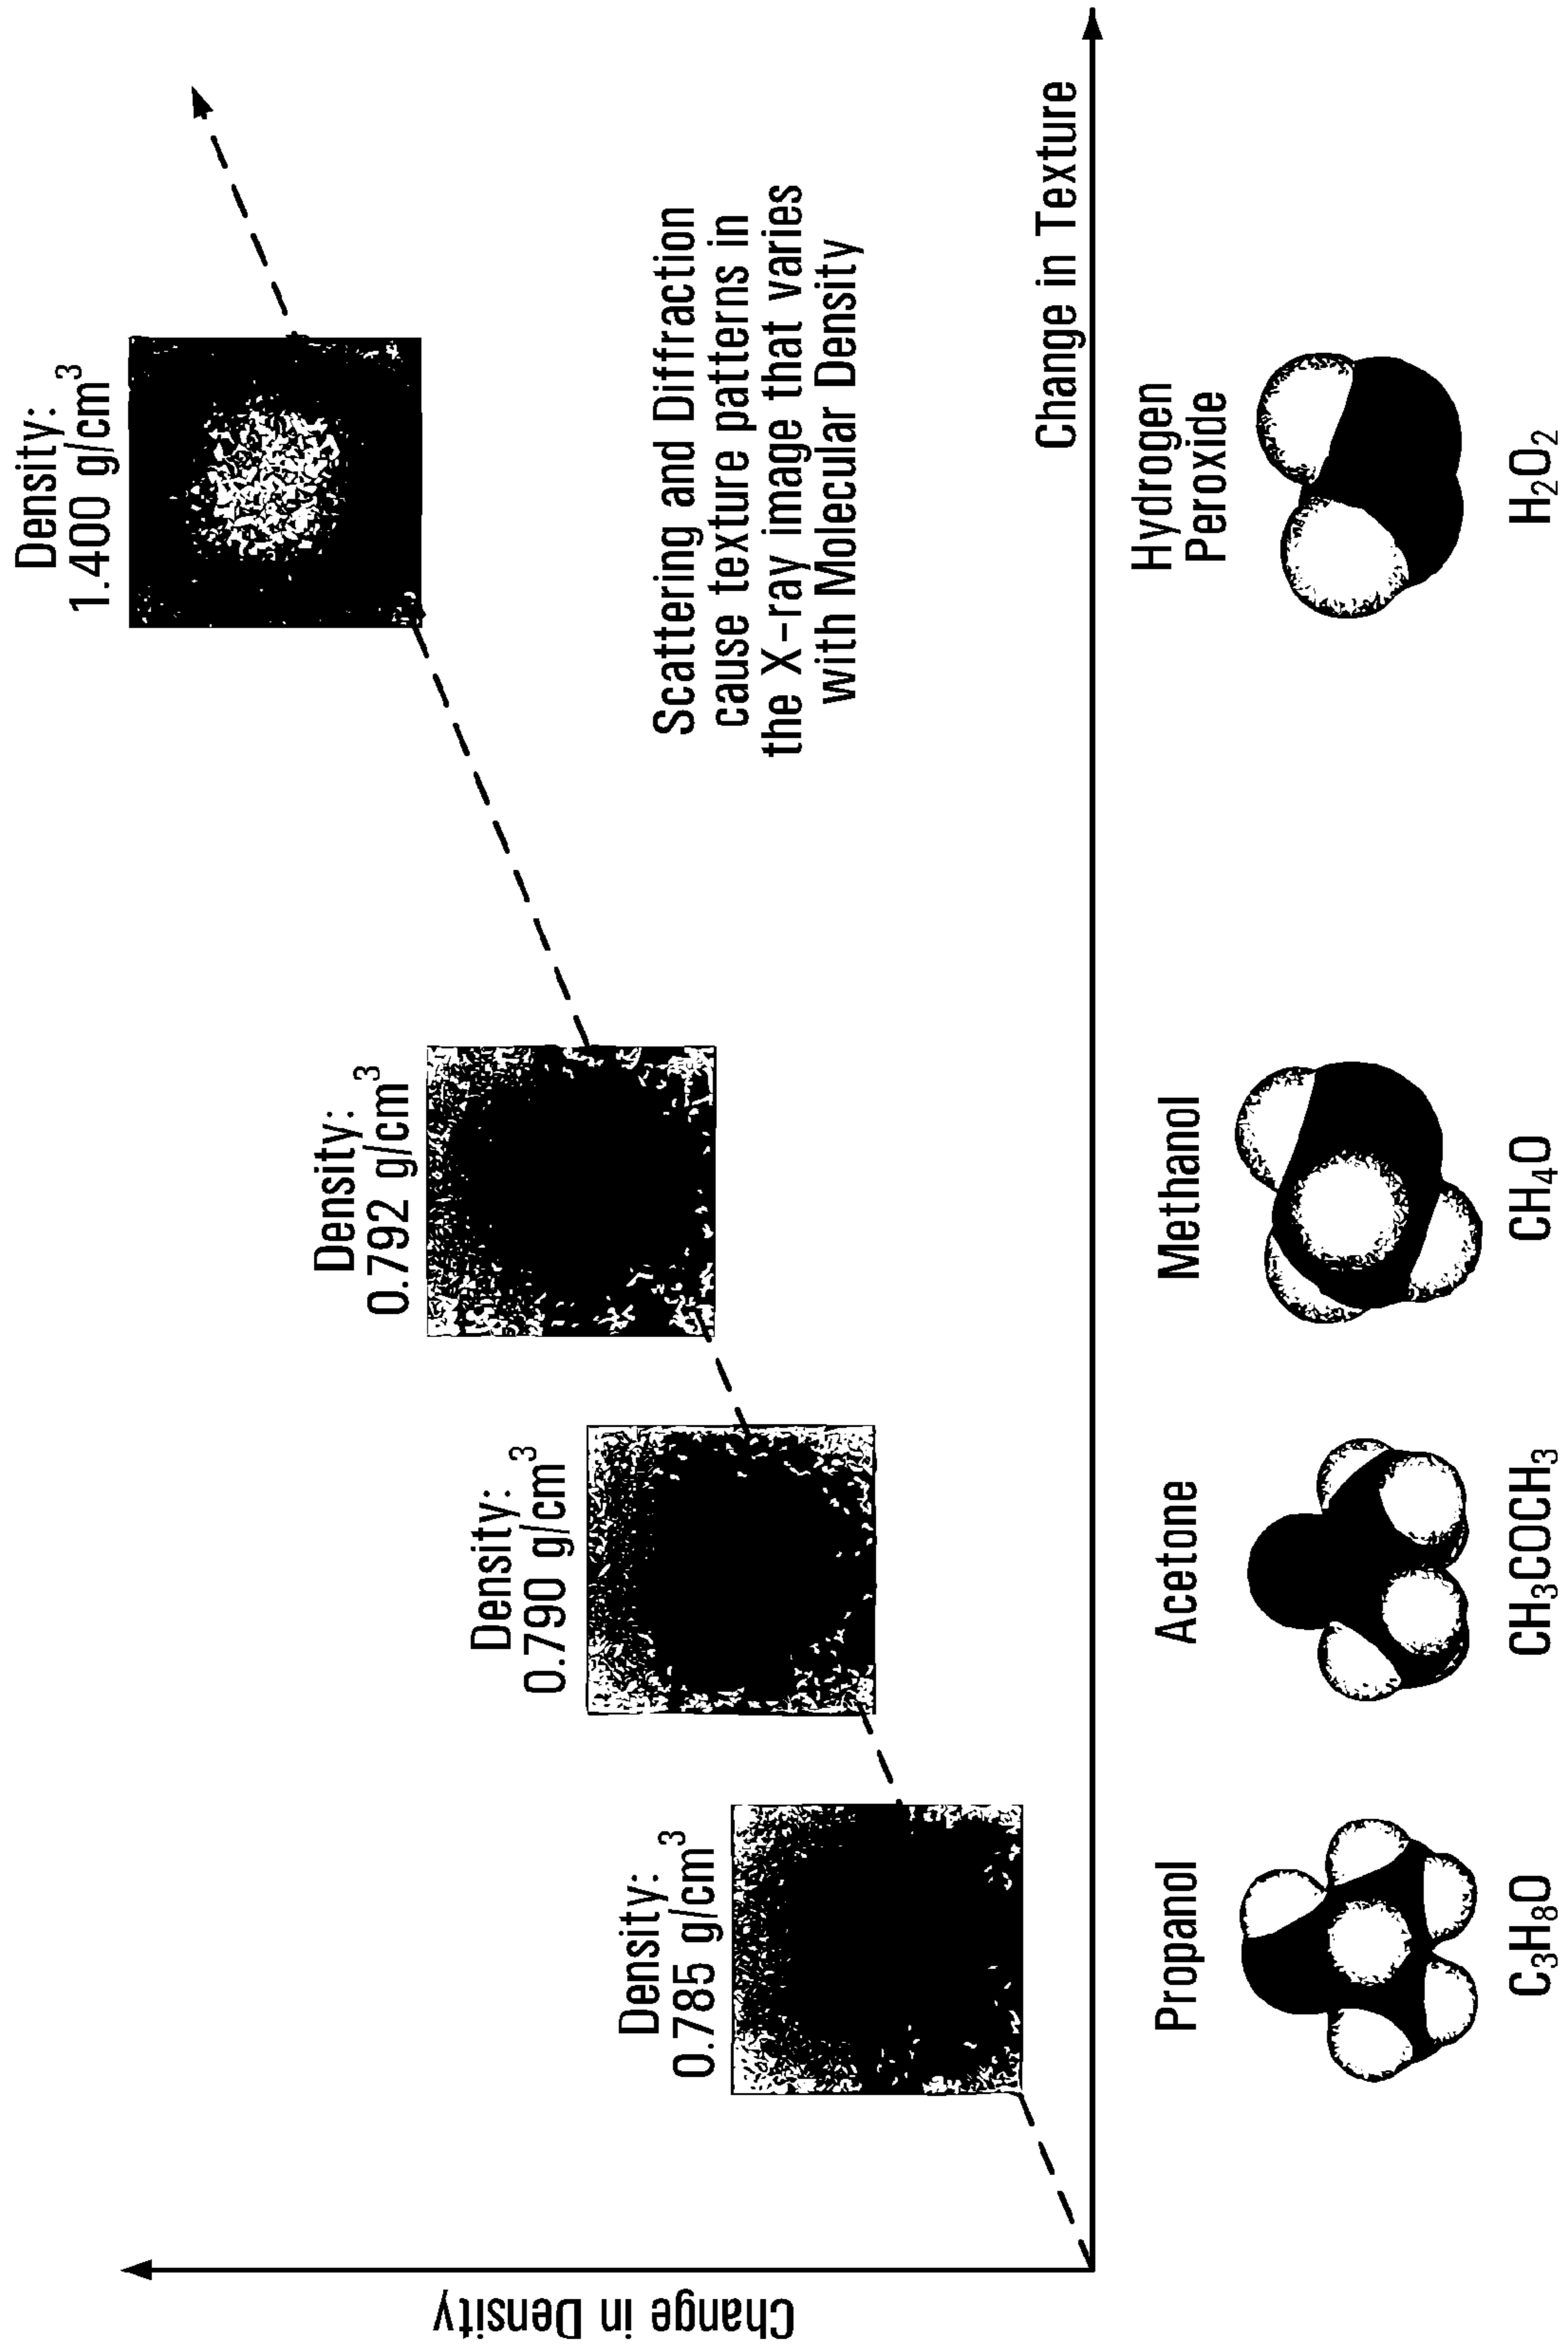 Change in Density
Density:
0.785 g/cm³
Density:
0.790 g/cm³
Density:
0.792 g/cm³
Density:
1.400 g/cm³
Scattering and Diffraction
cause texture patterns in
the X-ray image that varies
with Molecular Density
Change in Texture
Propanol
C₃H₈O
Acetone
CH₃COCH₃
Methanol
CH₄O
Hydrogen
Peroxide
H₂O₂